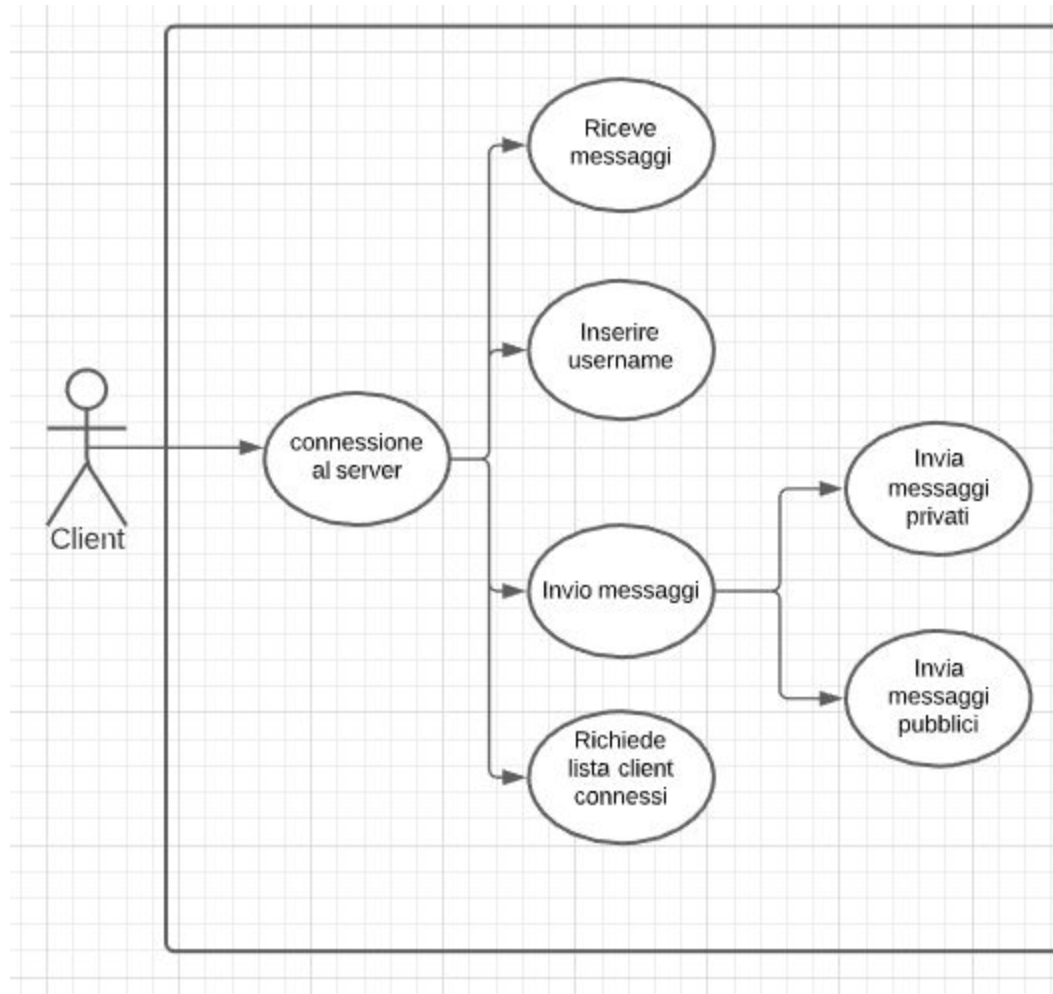 Riceve
messaggi
Inserire
username
connessione
al server
Client
Invia
messaggi
privati
Invio messaggi
Invia
messaggi
pubblici
Richiede
lista client
connessi